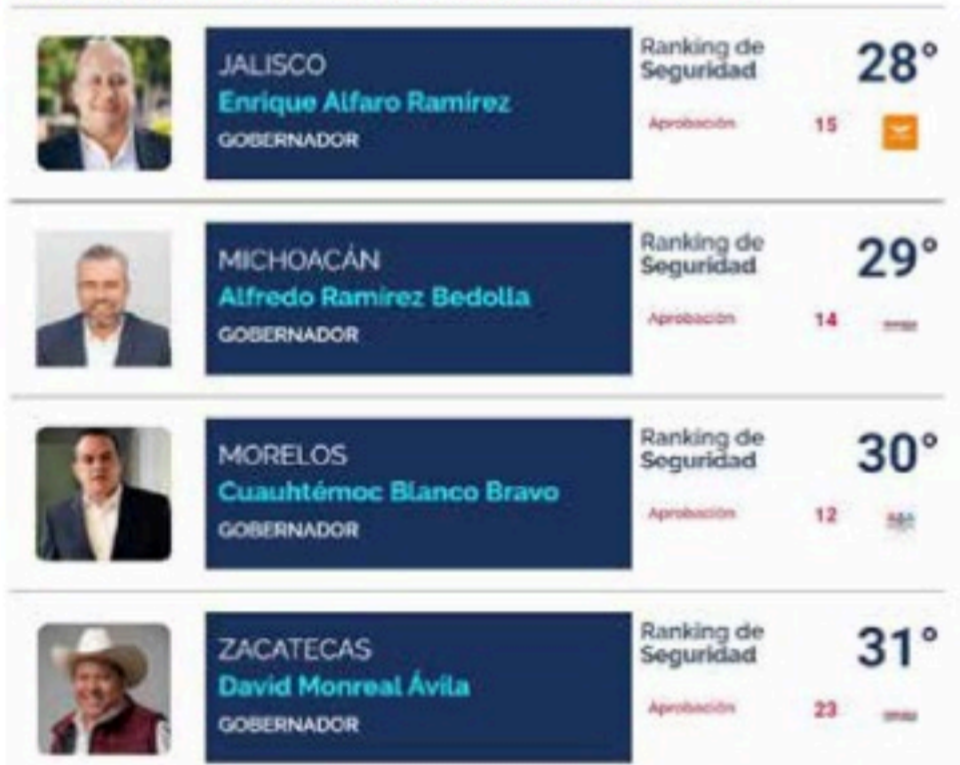 JALISCO
Enrique Alfaro Ramírez
GOBERNADOR
Ranking de
Seguridad
28°
Aprobación 15
MICHOACÁN
Alfredo Ramírez Bedolla
GOBERNADOR
Ranking de
Seguridad
29°
Aprobación 14
MORELOS
Cuauhtémoc Blanco Bravo
GOBERNADOR
Ranking de
Seguridad
30°
Aprobación 12
ZACATECAS
David Monreal Ávila
GOBERNADOR
Ranking de
Seguridad
31°
Aprobación 23